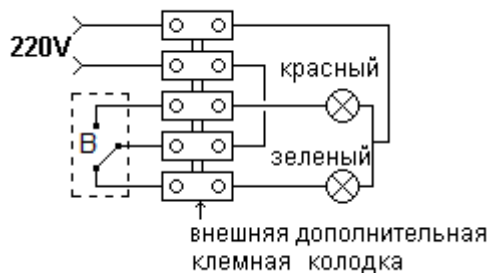 220V
красный
В
зеленый
внешняя дополнительная
клемная колодка